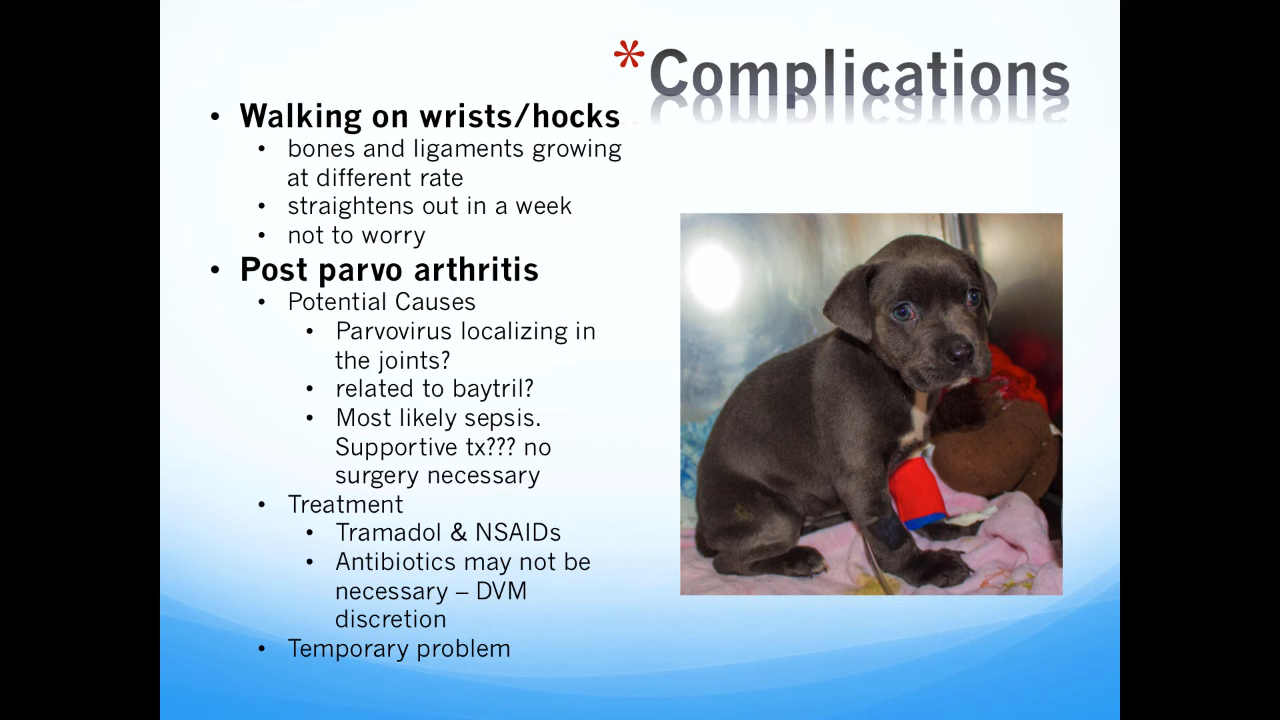 *Complications
• Walking on wrists/hocks
• bones and ligaments growing
at different rate
• straightens out in a week
• not to worry
• Post parvo arthritis
• Potential Causes
• Parvovirus localizing in
the joints?
• related to baytril?
• Most likely sepsis.
Supportive tx??? no
surgery necessary
• Treatment
• Tramadol & NSAIDs
• Antibiotics may not be
necessary – DVM
discretion
• Temporary problem